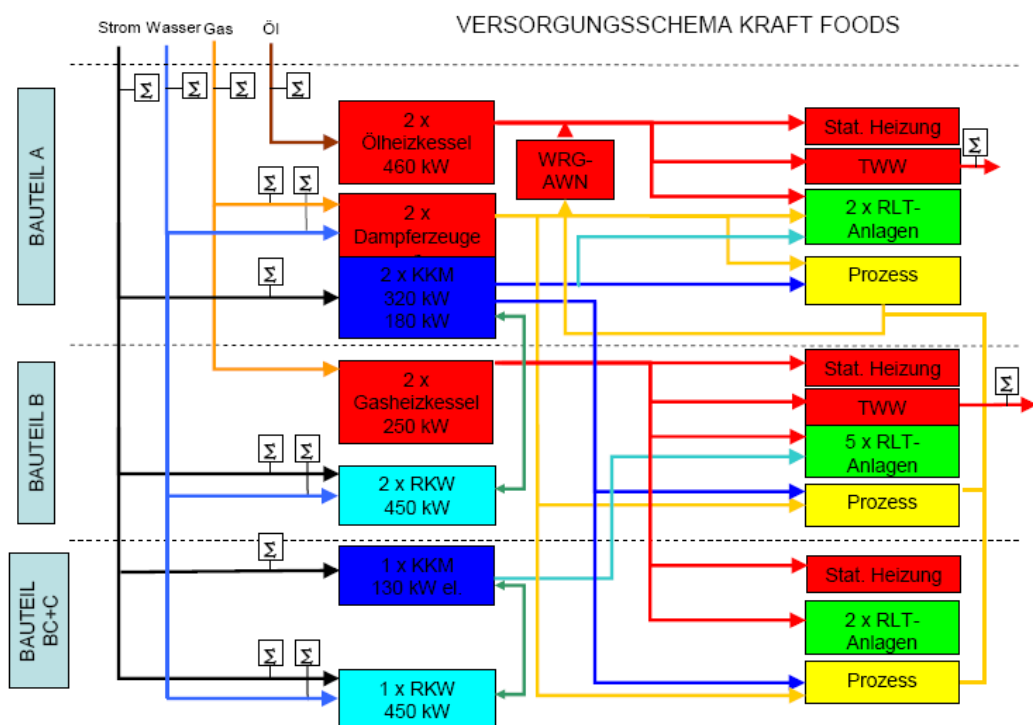 Strom Wasser Gas Öl
VERSORGUNGSSCHEMA KRAFT FOODS
Σ Σ Σ Σ
BAUTEIL A
2 x
Ölheizkessel
460 kW
WRG-
AWN
Stat. Heizung
TWW
Σ
2 x RLT-
Anlagen
Σ Σ
2 x
Dampferzeuge
Σ
2 x KKM
320 kW
180 kW
Prozess
BAUTEIL B
2 x
Gasheizkessel
250 kW
Stat. Heizung
TWW
Σ
5 x RLT-
Anlagen
Σ Σ
2 x RKW
450 kW
Prozess
BAUTEIL
BC+C
Σ
1 x KKM
130 kW el.
Stat. Heizung
2 x RLT-
Anlagen
Σ Σ
1 x RKW
450 kW
Prozess